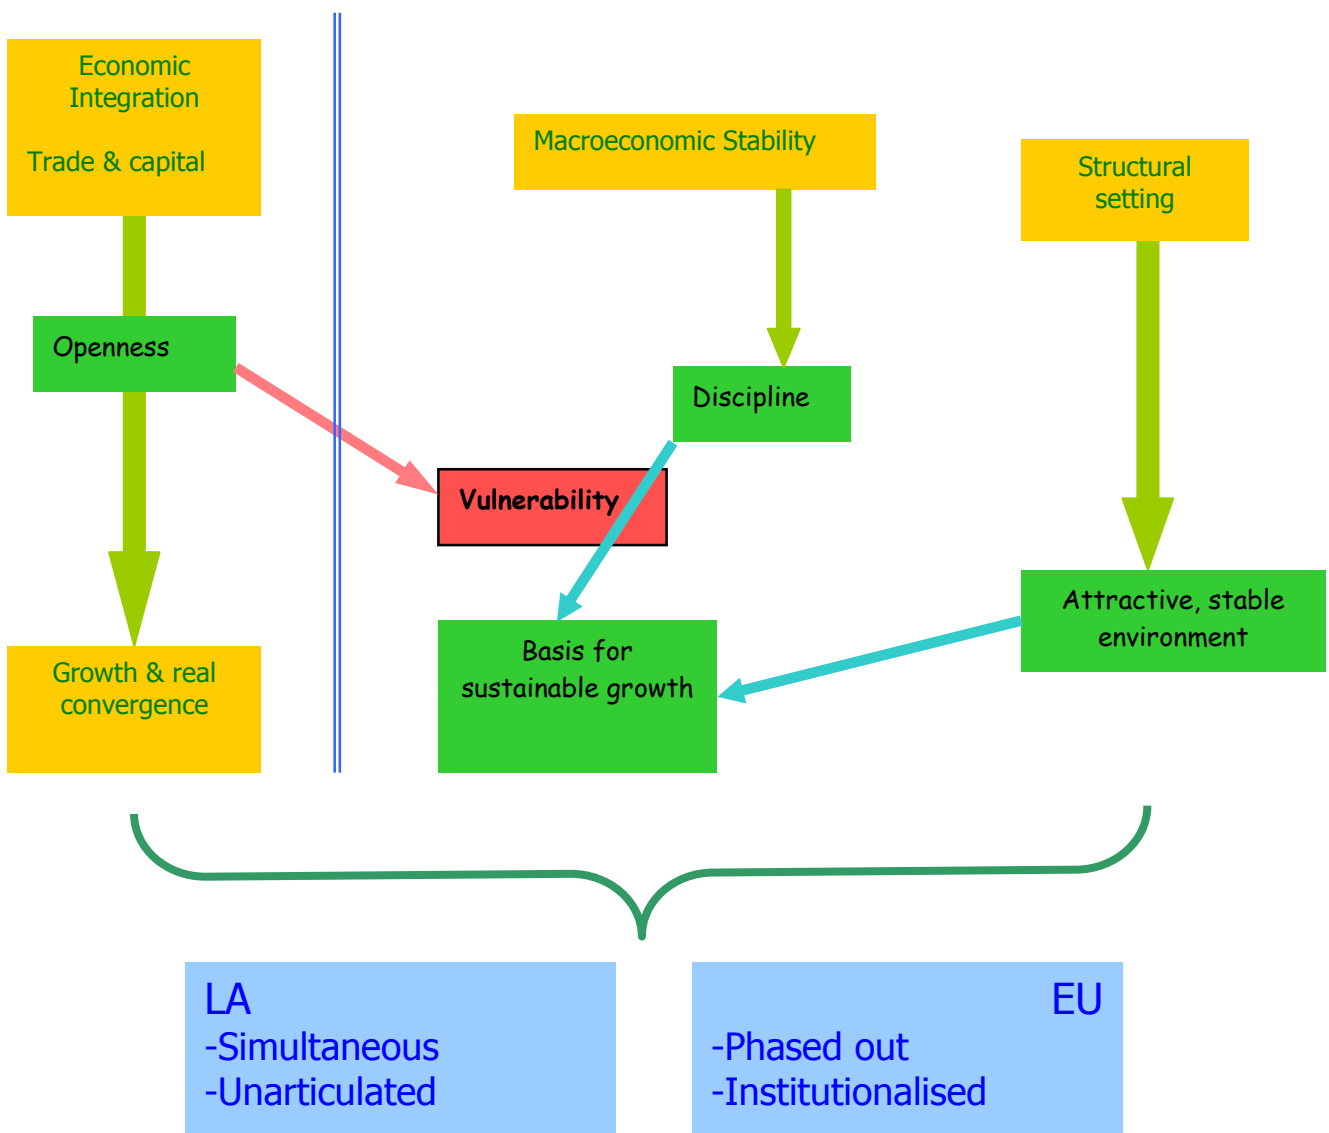 Economic
Integration
Trade & capital
Macroeconomic Stability
Structural
setting
Openness
Discipline
Vulnerability
Attractive, stable
environment
Basis for
sustainable growth
Growth & real
convergence
LA
-Simultaneous
-Unarticulated
EU
-Phased out
-Institutionalised